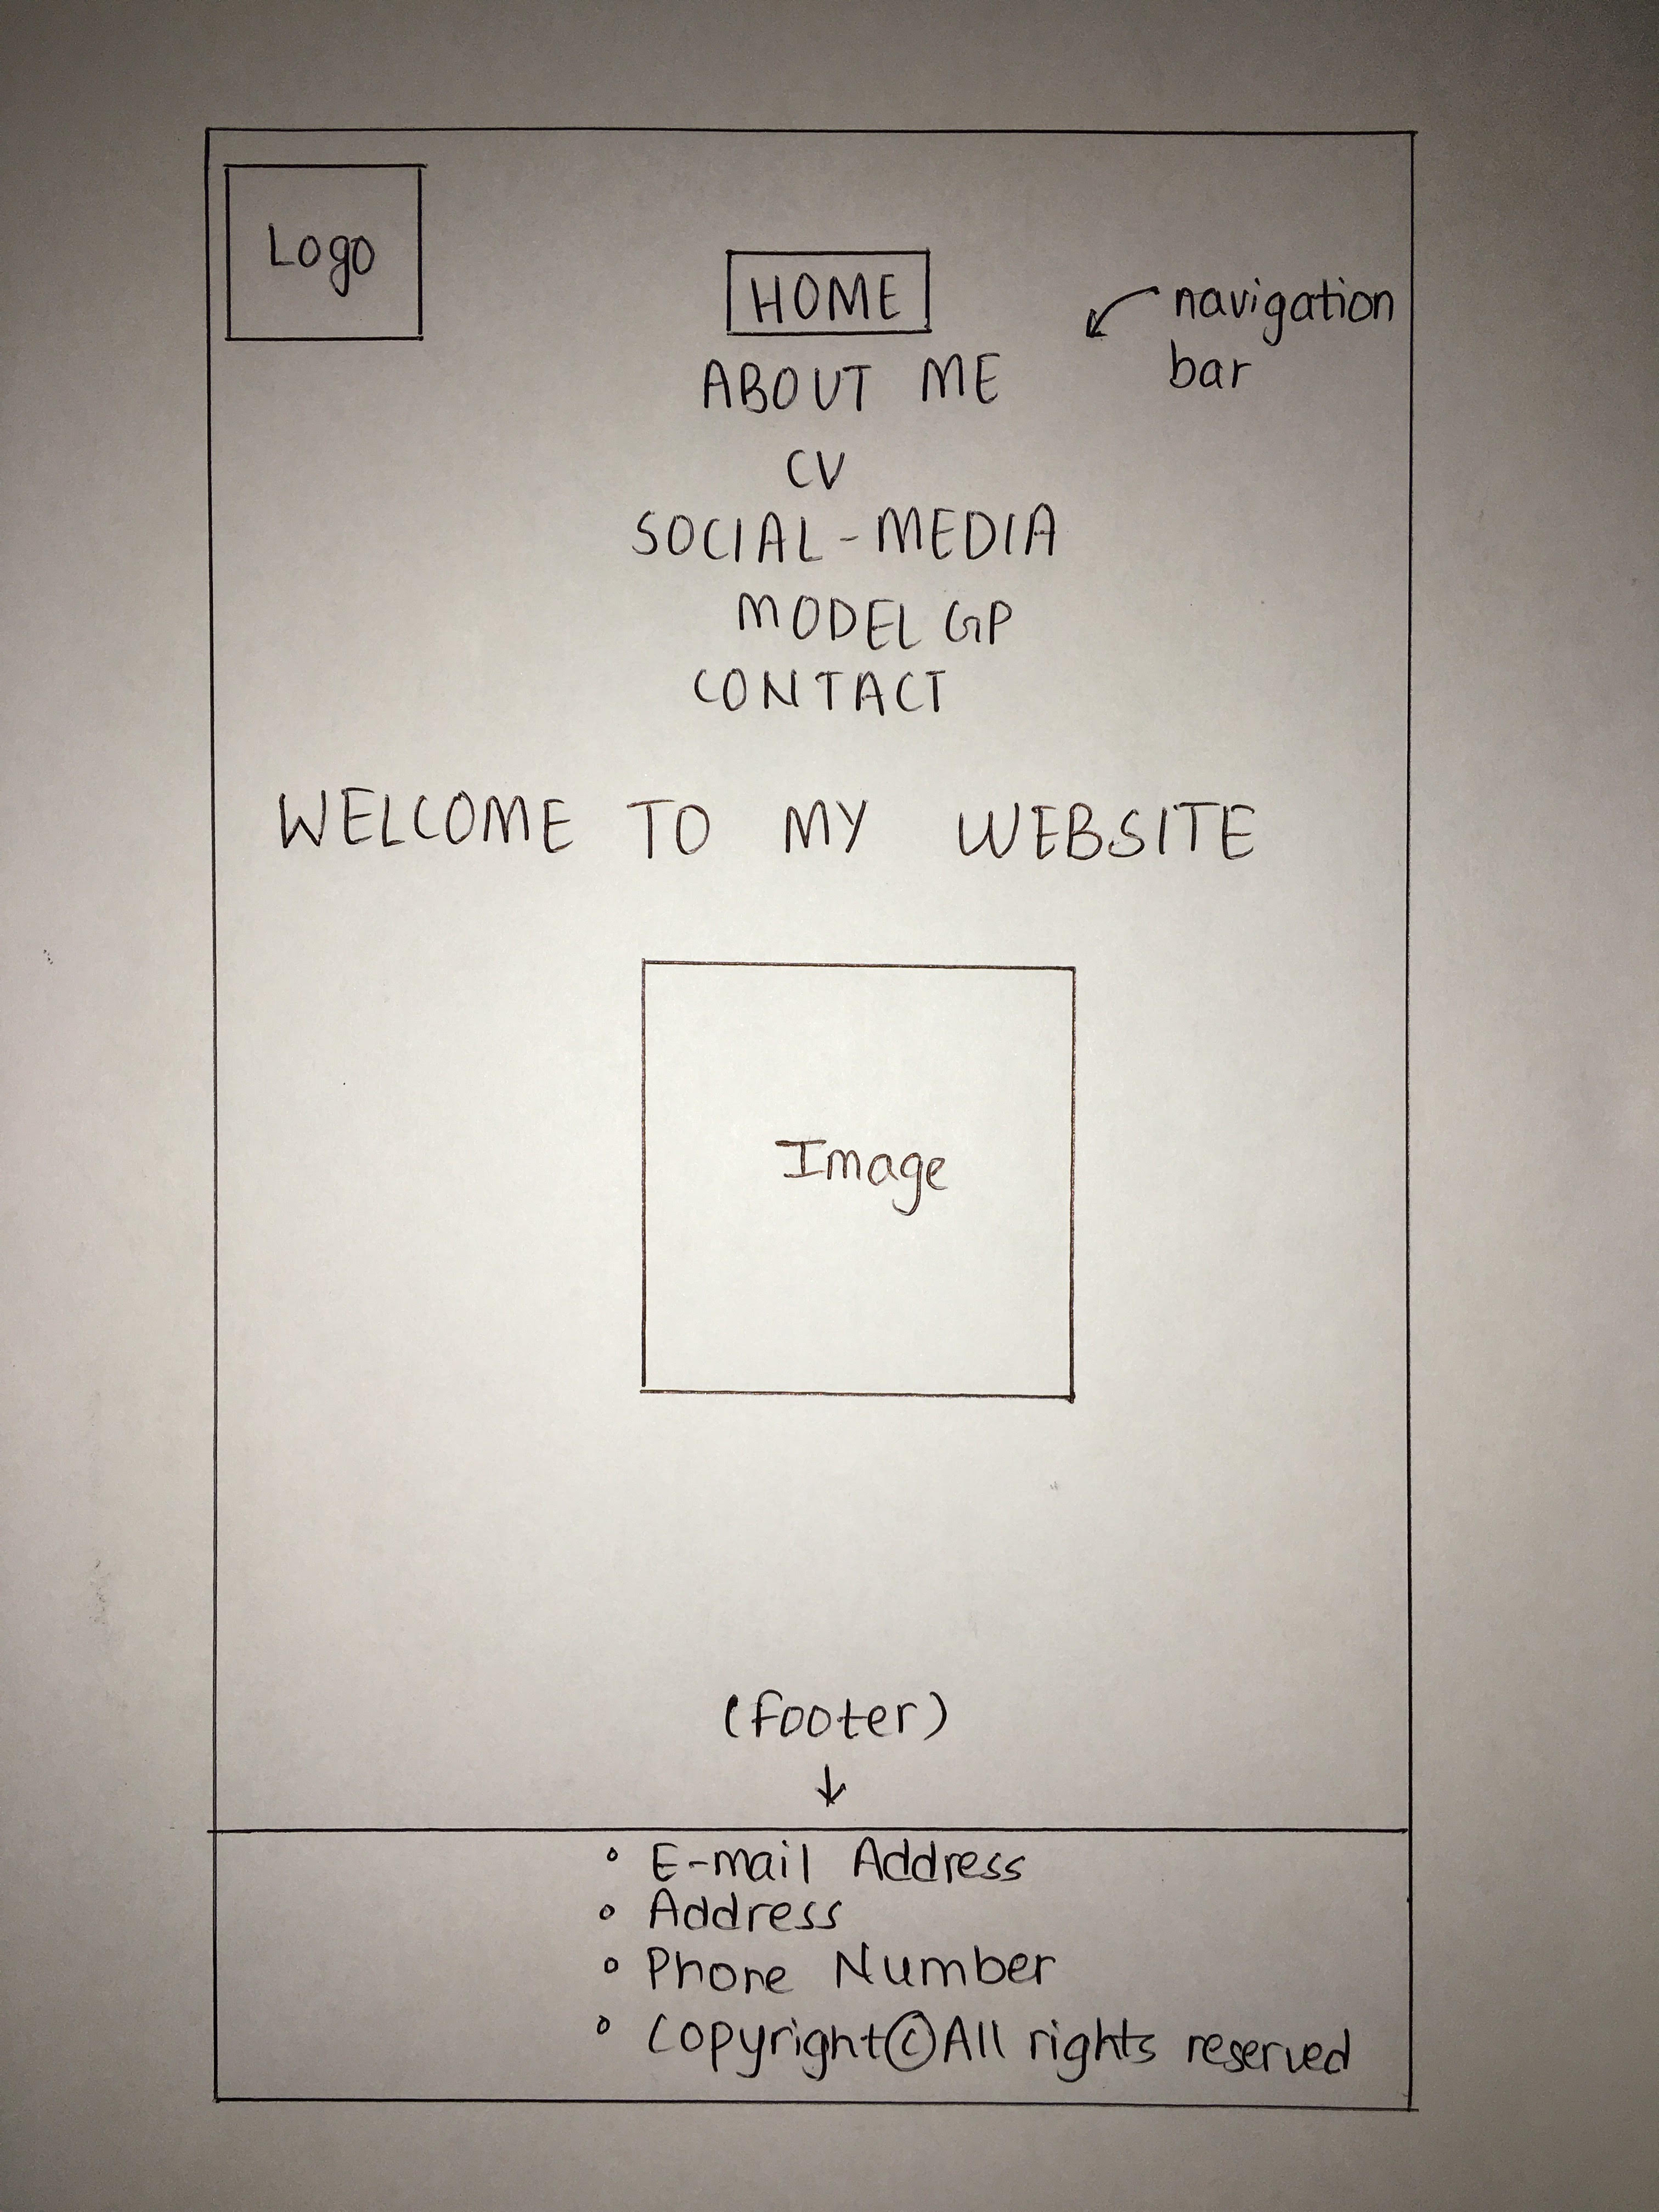 Logo
HOME
navigation
bar
ABOUT ME
CV
SOCIAL-MEDIA
MODEL GP
CONTACT
WELCOME TO MY WEBSITE
Image
(footer)
↓
• E-mail Address
• Address
• Phone Number
• Copyright©All rights reserved